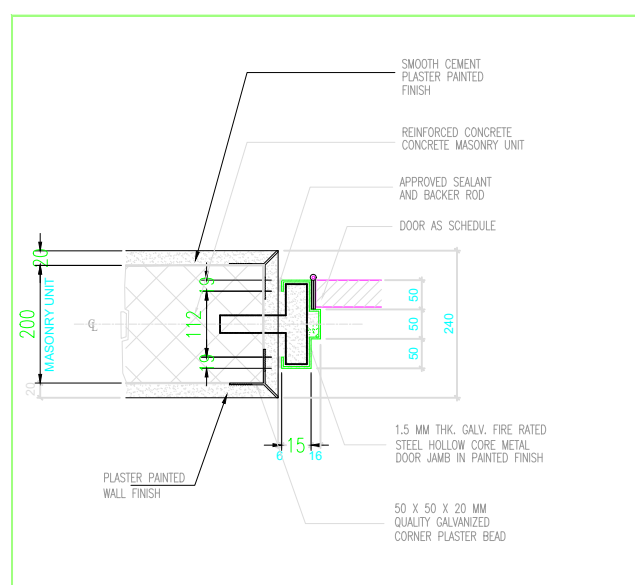 SMOOTH CEMENT
PLASTER PAINTED
FINISH
REINFORCED CONCRETE
CONCRETE MASONRY UNIT
APPROVED SEALANT
AND BACKER ROD
DOOR AS SCHEDULE
20
19
200
MASONRY UNIT
CL
112
19
20
50
50
50
240
15
6
16
1.5 MM THK. GALV. FIRE RATED
STEEL HOLLOW CORE METAL
DOOR JAMB IN PAINTED FINISH
PLASTER PAINTED
WALL FINISH
50 X 50 X 20 MM
QUALITY GALVANIZED
CORNER PLASTER BEAD